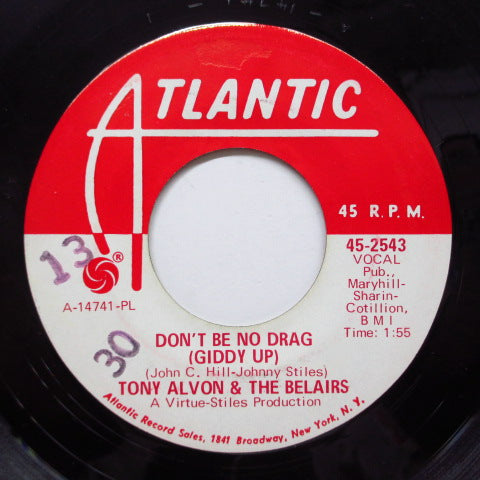 ATLANTIC
45 R.P.M.
13
®
A-14741-PL
45-2543
VOCAL
Pub.,
Maryhill-
Sharin-
Cotillion,
B M I
Time: 1:55
30
DON'T BE NO DRAG
(GIDDY UP)
(John C. Hill-Johnny Stiles)
TONY ALVON & THE BELAIRS
A Virtue-Stiles Production
Atlantic Record Sales, 1841 Broadway, New York, N.Y.